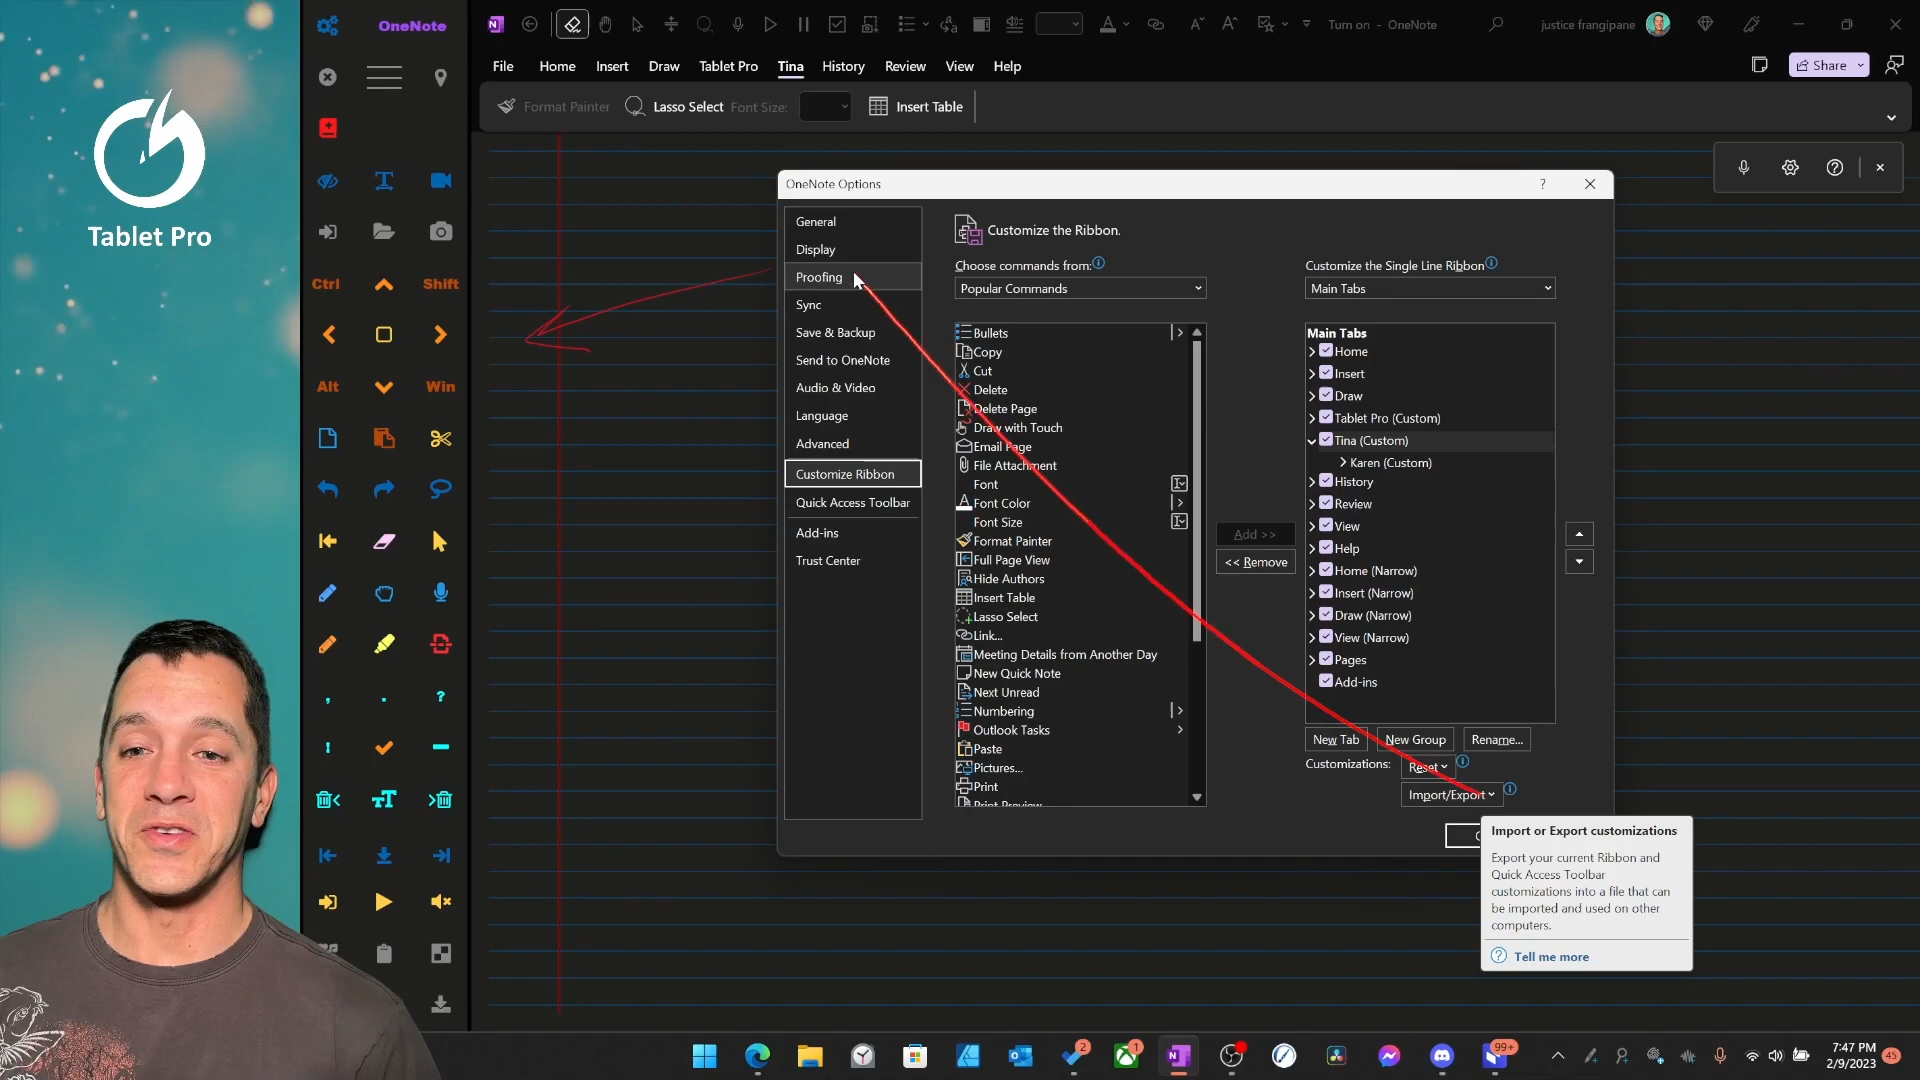 Tablet Pro
OneNote
Ctrl
Shift
Alt
Win
Turn on - OneNote
justice frangipane
File
Home
Insert
Draw
Tablet Pro
Tina
History
Review
View
Help
Share
Format Painter
Lasso Select
Font Size:
Insert Table
OneNote Options
General
Display
Proofing
Sync
Save & Backup
Send to OneNote
Audio & Video
Language
Advanced
Customize Ribbon
Quick Access Toolbar
Add-ins
Trust Center
Customize the Ribbon.
Choose commands from:
Popular Commands
Bullets
Copy
Cut
Delete
Delete Page
Draw with Touch
Email Page
File Attachment
Font
Font Color
Font Size
Format Painter
Full Page View
Hide Authors
Insert Table
Lasso Select
Link...
Meeting Details from Another Day
New Quick Note
Next Unread
Numbering
Outlook Tasks
Paste
Pictures...
Print
Print Preview
Add >>
<< Remove
Customize the Single Line Ribbon
Main Tabs
Main Tabs
Home
Insert
Draw
Tablet Pro (Custom)
Tina (Custom)
Karen (Custom)
History
Review
View
Help
Home (Narrow)
Insert (Narrow)
Draw (Narrow)
View (Narrow)
Pages
Add-ins
New Tab
New Group
Rename...
Customizations:
Reset
Import/Export
Import or Export customizations
Export your current Ribbon and
Quick Access Toolbar
customizations into a file that can
be imported and used on other
computers.
Tell me more
2
1
99+
7:47 PM
2/9/2023
45